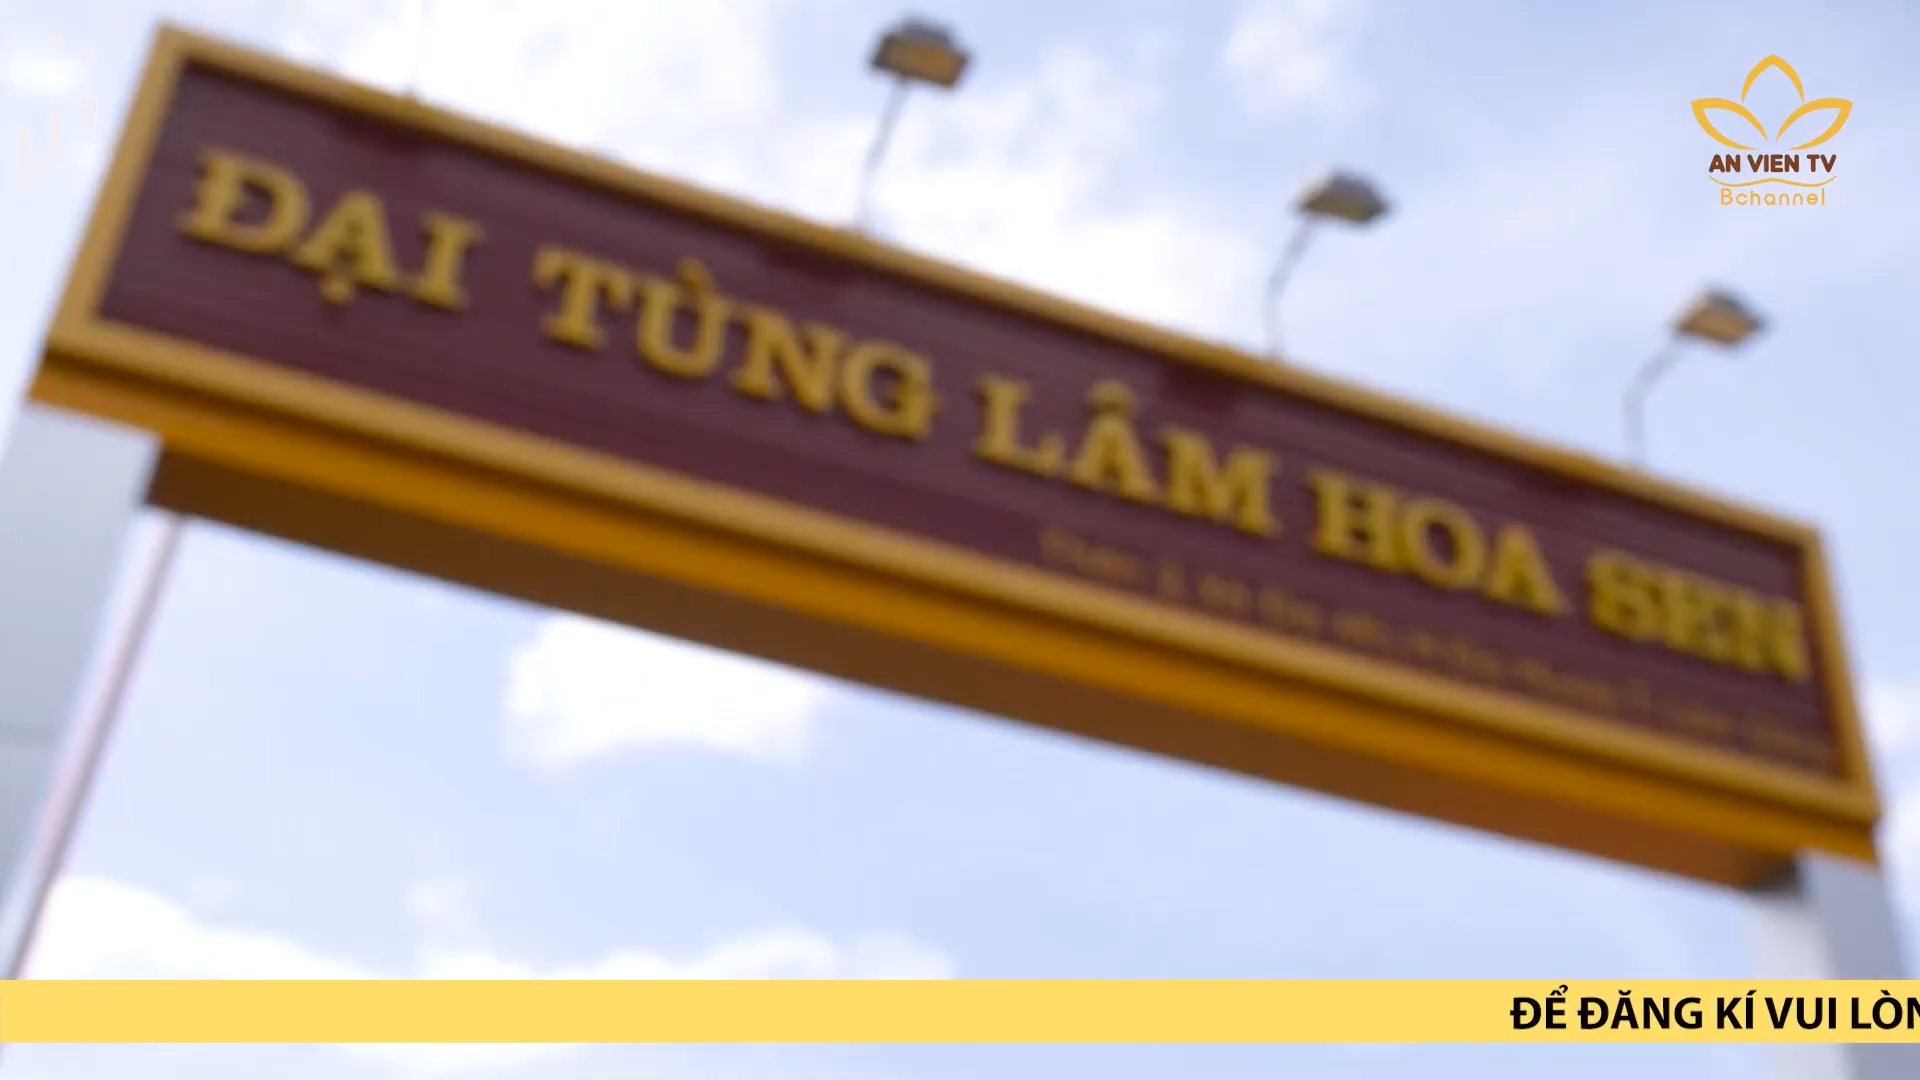 AN VIEN TV
Bchannel
ĐẠI TÙNG LÂM HOA SEN
ĐỂ ĐĂNG KÍ VUI LÒN